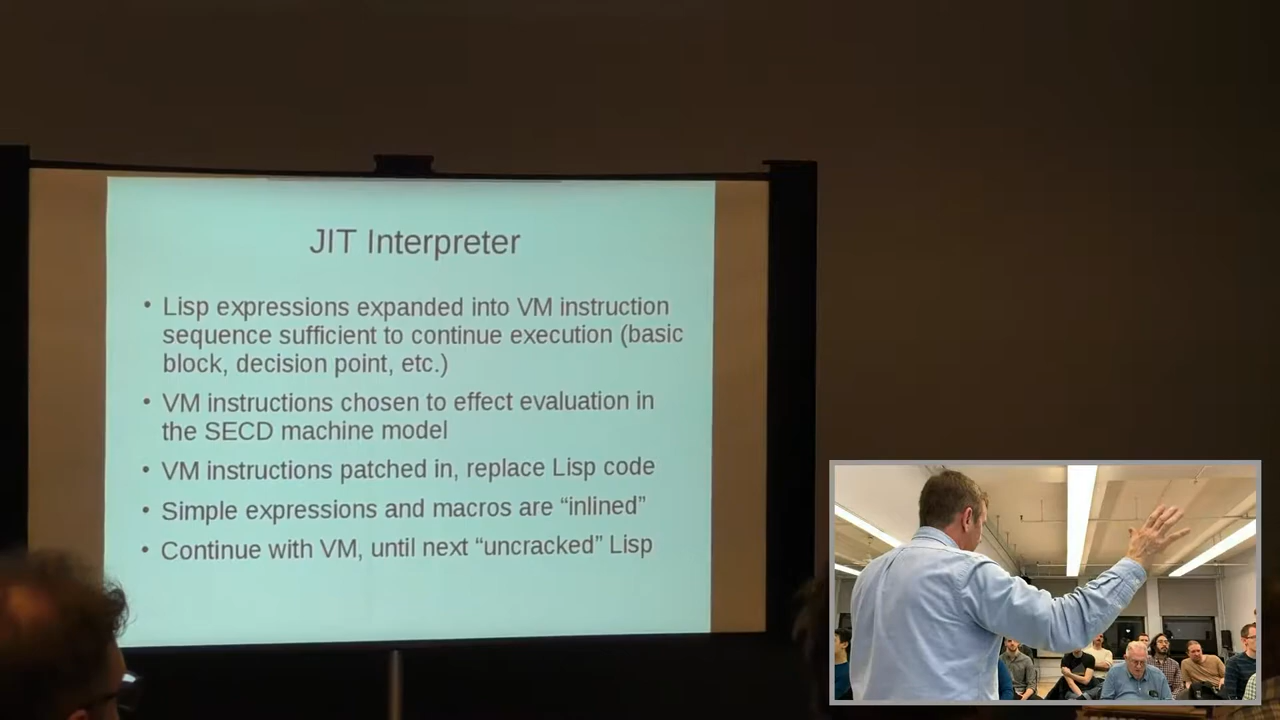 JIT Interpreter
• Lisp expressions expanded into VM instruction
sequence sufficient to continue execution (basic
block, decision point, etc.)
• VM instructions chosen to effect evaluation in
the SECD machine model
• VM instructions patched in, replace Lisp code
• Simple expressions and macros are “inlined”
• Continue with VM, until next “uncracked” Lisp